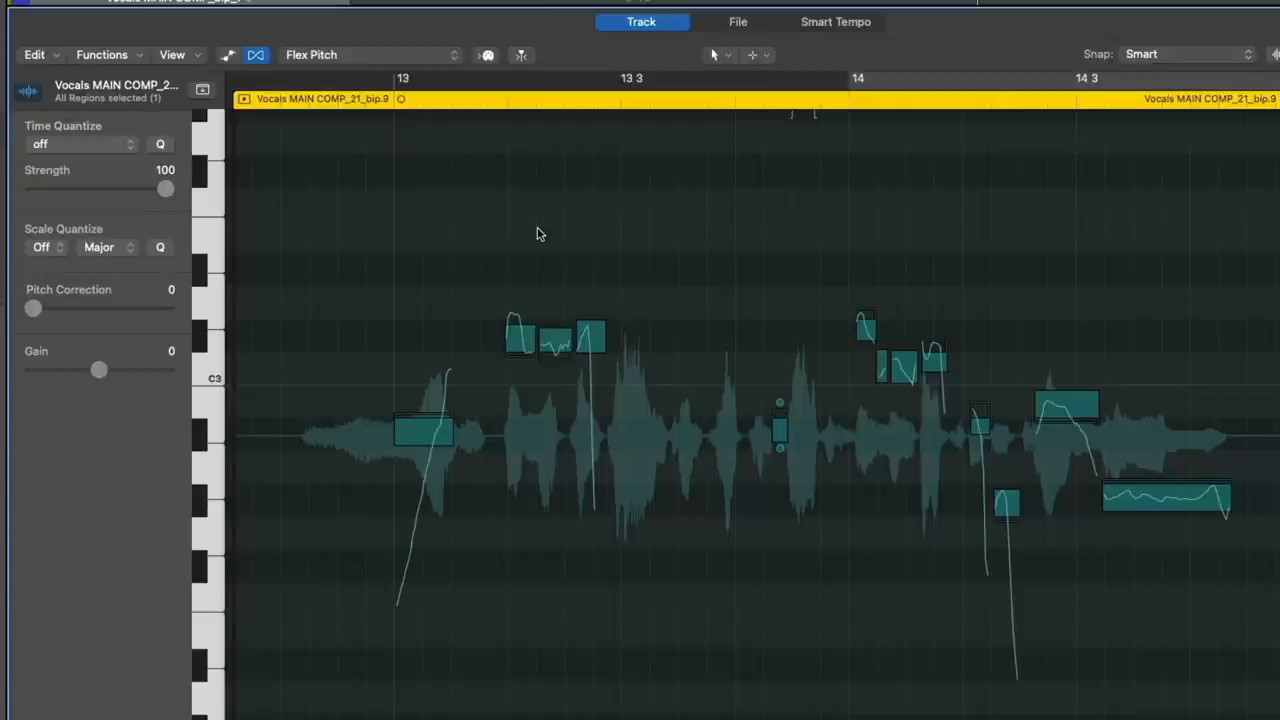 Track File Smart Tempo
Edit Functions View Flex Pitch Snap: Smart
Vocals MAIN COMP_2...
All Regions selected (1)
13 13 3 14 14 3
Vocals MAIN COMP_21_bip.9 Vocals MAIN COMP_21_bip.9
Time Quantize
off Q
Strength 100
Scale Quantize
Off Major Q
Pitch Correction 0
Gain 0
C3